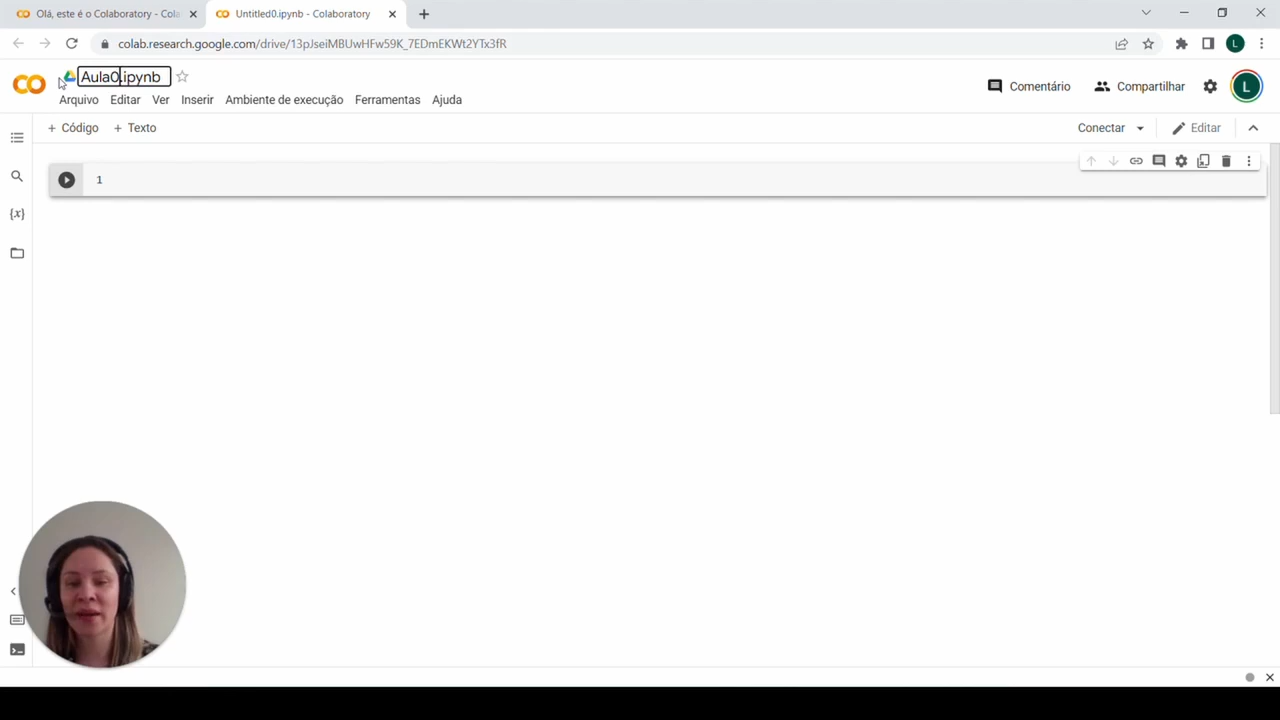 Olá, este é o Colaboratory - Cola
Untitled0.ipynb - Colaboratory
colab.research.google.com/drive/13pJseiMBUwHFw59K_7EDmEKWt2YTx3fR
L
Aula0.ipynb
Arquivo Editar Ver Inserir Ambiente de execução Ferramentas Ajuda
Comentário Compartilhar L
+ Código + Texto
Conectar Editar
{x}
1